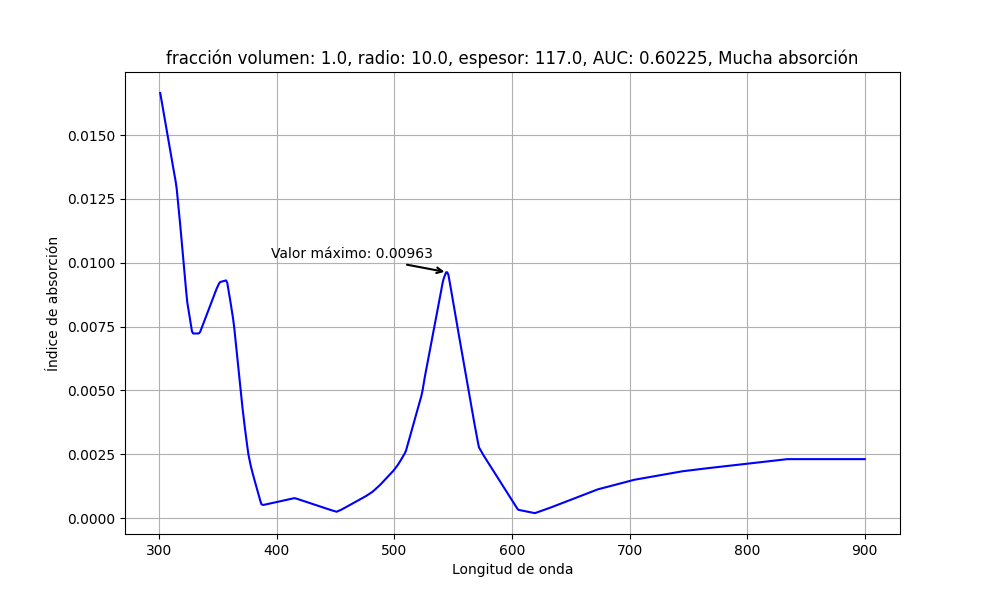 fracción volumen: 1.0, radio: 10.0, espesor: 117.0, AUC: 0.60225, Mucha absorción
Índice de absorción
0.0150
0.0125
0.0100
0.0075
0.0050
0.0025
0.0000
Valor máximo: 0.00963
300 400 500 600 700 800 900
Longitud de onda